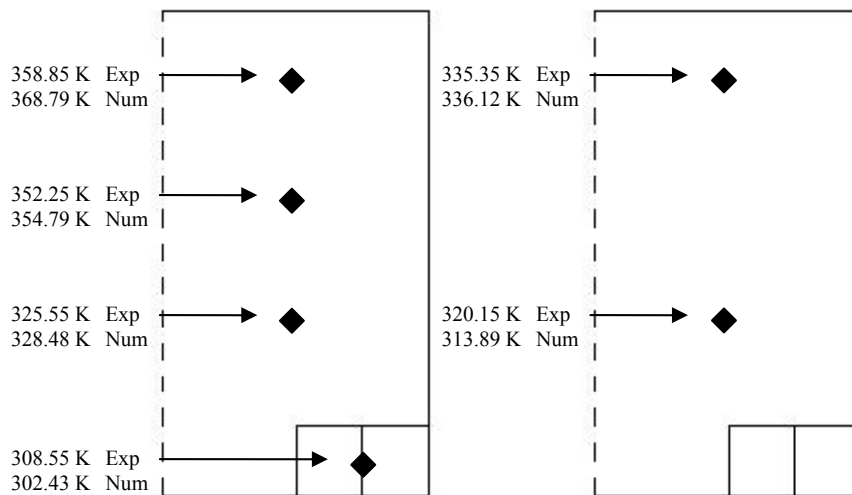 358.85 K Exp
368.79 K Num
352.25 K Exp
354.79 K Num
325.55 K Exp
328.48 K Num
308.55 K Exp
302.43 K Num
335.35 K Exp
336.12 K Num
320.15 K Exp
313.89 K Num